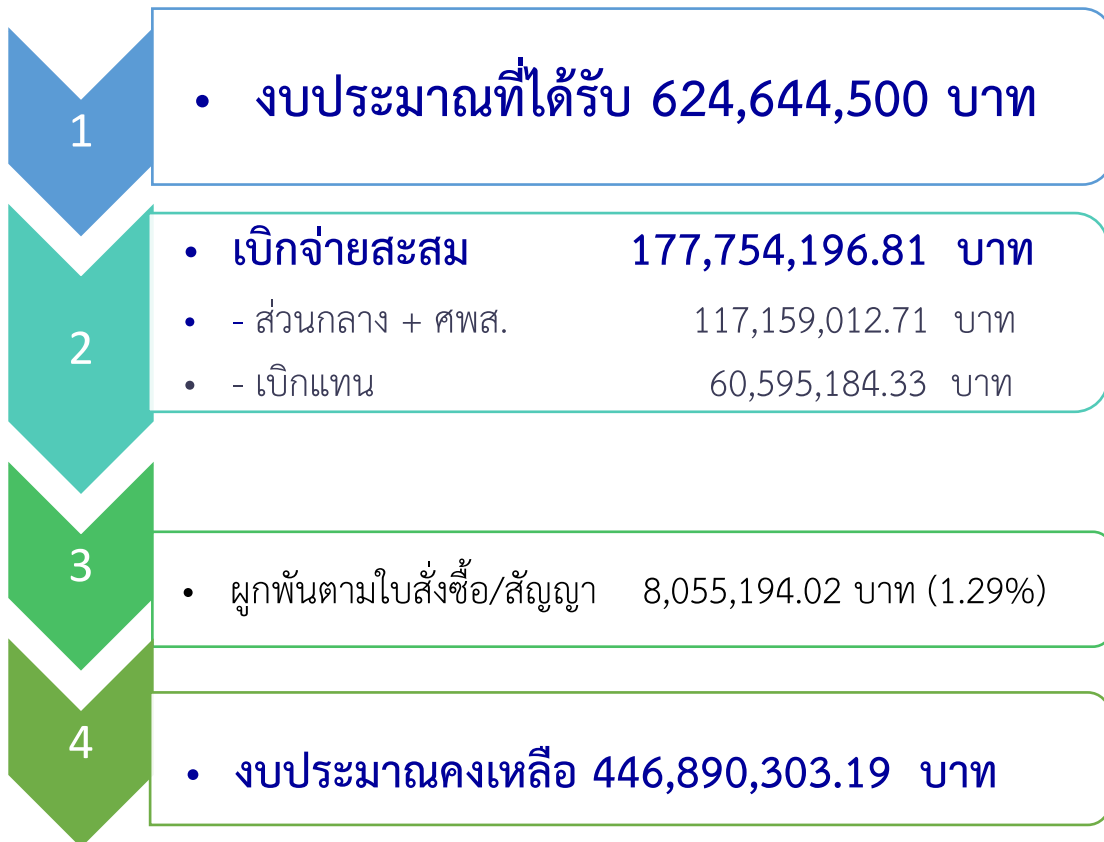 1
• งบประมาณที่ได้รับ 624,644,500 บาท
2
• เบิกจ่ายสะสม 177,754,196.81 บาท
• - ส่วนกลาง + ศพส. 117,159,012.71 บาท
• - เบิกแทน 60,595,184.33 บาท
3
• ผูกพันตามใบสั่งซื้อ/สัญญา 8,055,194.02 บาท (1.29%)
4
• งบประมาณคงเหลือ 446,890,303.19 บาท